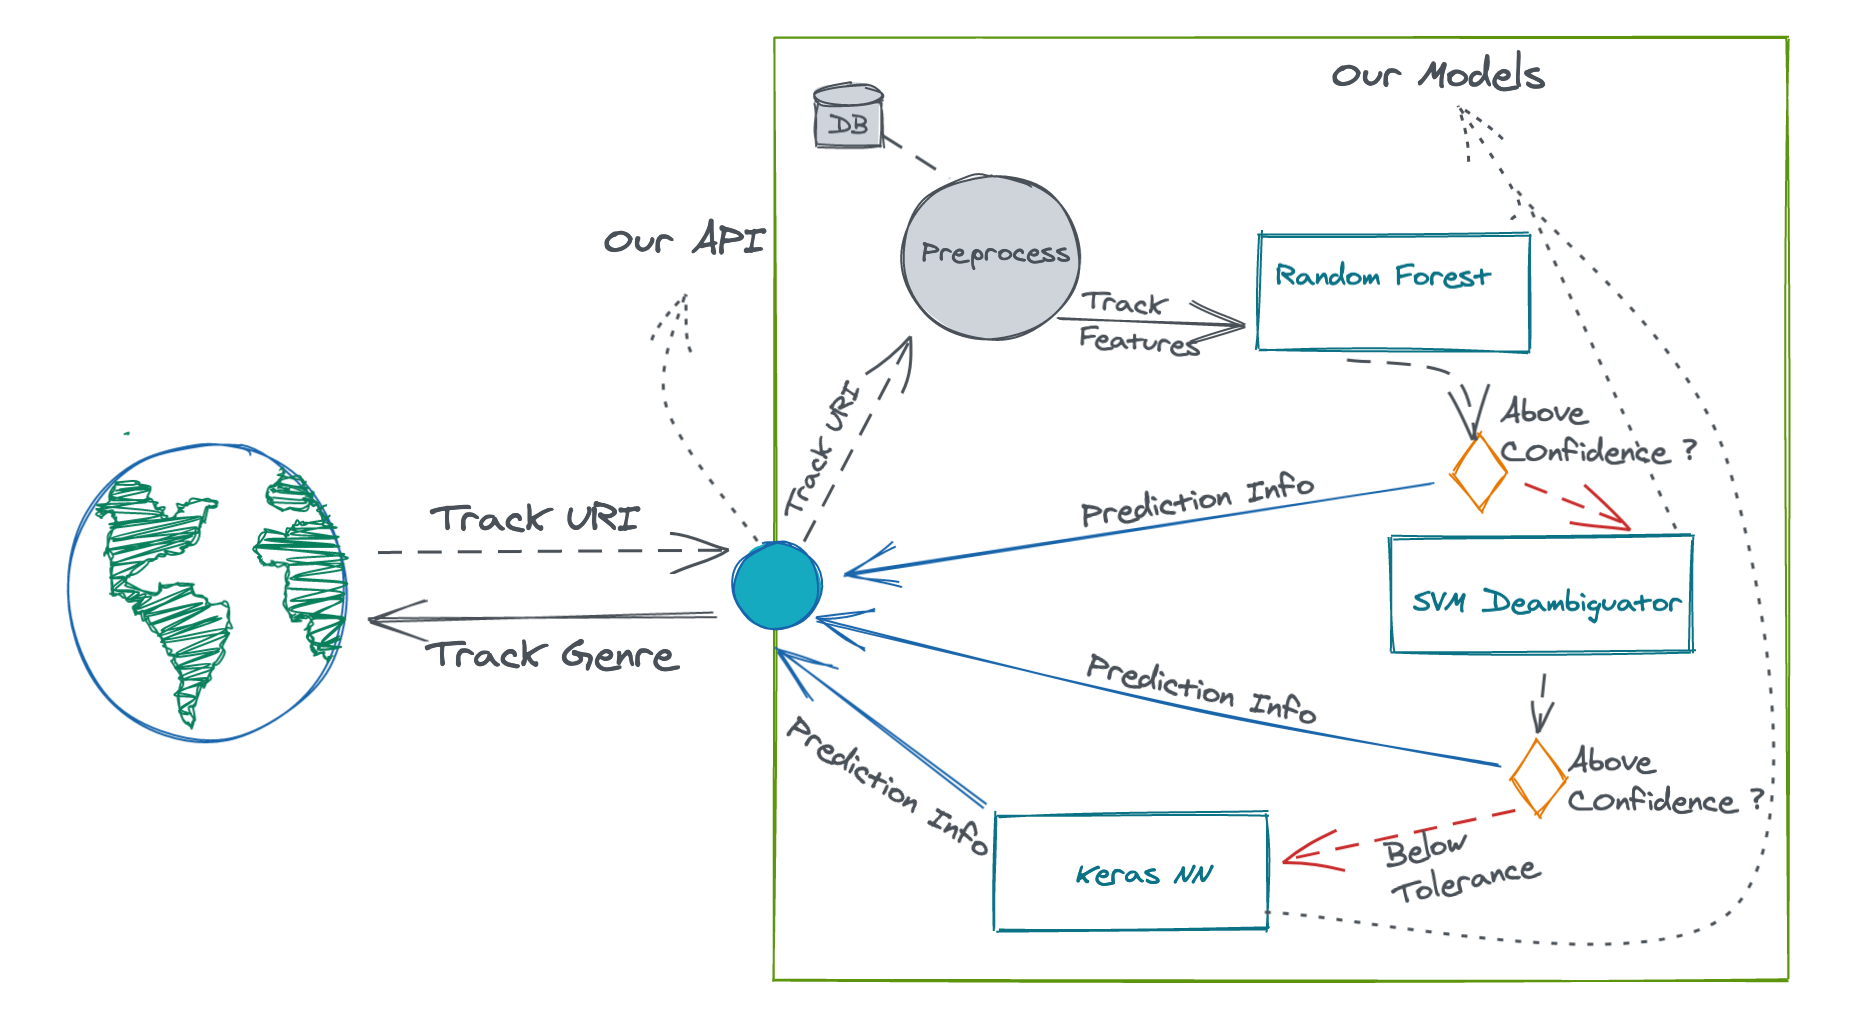 Our Models
DB
Our API
Preprocess
Random Forest
Track
Features
Track URI
Above
Confidence ?
Prediction Info
Track URI
SVM Deambiguator
Track Genre
Prediction Info
Above
Confidence ?
Prediction Info
Below
Tolerance
Keras NN